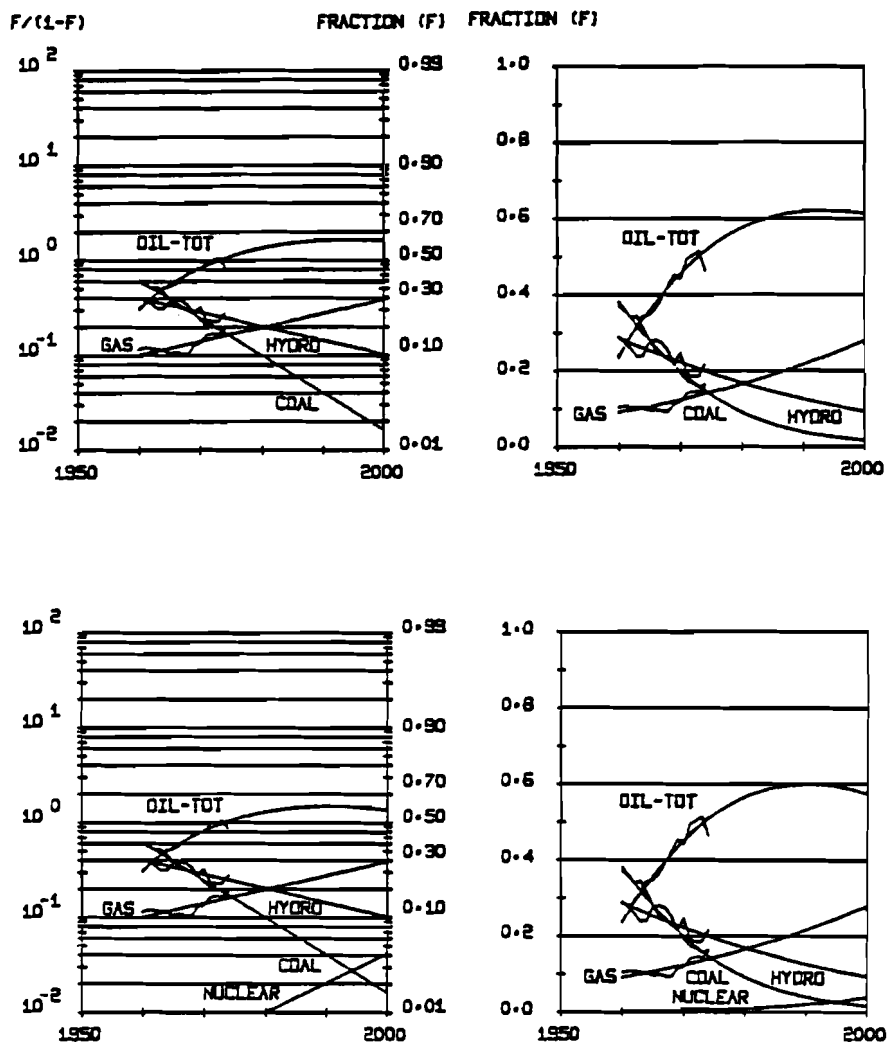 F/(1-F) FRACTION (F) FRACTION (F)
10 2 0.99 1.0
0.8
10 1 0.90
0.70 0.6
OIL-TOT OIL-TOT
10 0 0.50
0.30 0.4
10 -1 GAS HYDRO 0.10 0.2
COAL GAS COAL HYDRO
10 -2 0.01 0.0
1950 2000 1950 2000
10 2 0.99 1.0
0.8
10 1 0.90
0.70 0.6
OIL-TOT OIL-TOT
10 0 0.50
0.30 0.4
10 -1 GAS HYDRO 0.10 0.2
COAL GAS COAL HYDRO
NUCLEAR NUCLEAR
10 -2 0.01 0.0
1950 2000 1950 2000